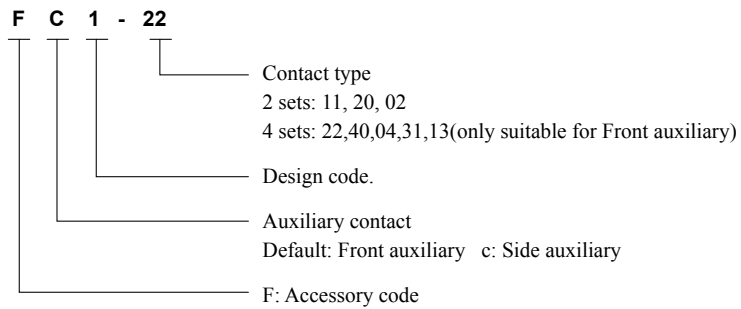 F C 1 - 22
Contact type
2 sets: 11, 20, 02
4 sets: 22,40,04,31,13(only suitable for Front auxiliary)
Design code.
Auxiliary contact
Default: Front auxiliary c: Side auxiliary
F: Accessory code